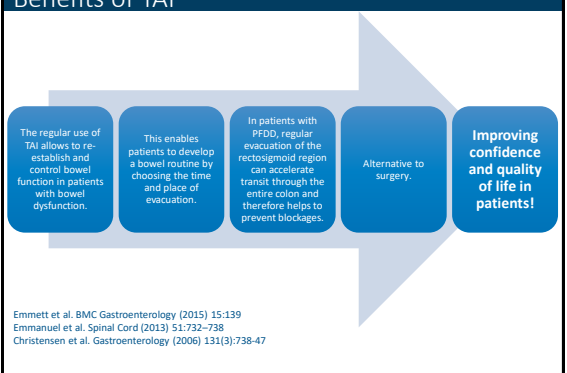 Benefits of TAI
The regular use of
TAI allows to re-
establish and
control bowel
function in patients
with bowel
dysfunction.
This enables
patients to develop
a bowel routine by
choosing the time
and place of
evacuation.
In patients with
PFDD, regular
evacuation of the
rectosigmoid region
can accelerate
transit through the
entire colon and
therefore helps to
prevent blockages.
Alternative to
surgery.
Improving
confidence
and quality
of life in
patients!
Emmett et al. BMC Gastroenterology (2015) 15:139
Emmanuel et al. Spinal Cord (2013) 51:732–738
Christensen et al. Gastroenterology (2006) 131(3):738-47